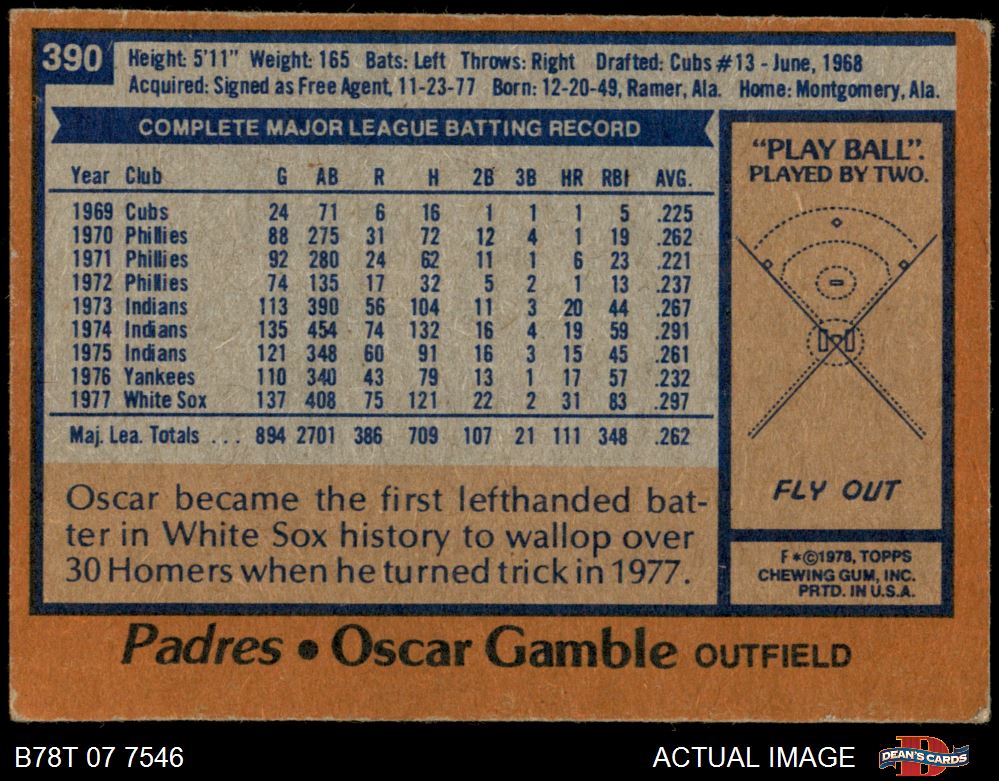 390
Height: 5'11" Weight: 165 Bats: Left Throws: Right Drafted: Cubs #13 - June, 1968
Acquired: Signed as Free Agent, 11-23-77 Born: 12-20-49, Ramer, Ala. Home: Montgomery, Ala.
COMPLETE MAJOR LEAGUE BATTING RECORD
Year Club G AB R H 2B 3B HR RBI AVG.
1969 Cubs 24 71 6 16 1 1 1 5 .225
1970 Phillies 88 275 31 72 12 4 1 19 .262
1971 Phillies 92 280 24 62 11 1 6 23 .221
1972 Phillies 74 135 17 32 5 2 1 13 .237
1973 Indians 113 390 56 104 11 3 20 44 .267
1974 Indians 135 454 74 132 16 4 19 59 .291
1975 Indians 121 348 60 91 16 3 15 45 .261
1976 Yankees 110 340 43 79 13 1 17 57 .232
1977 White Sox 137 408 75 121 22 2 31 83 .297
Maj. Lea. Totals ... 894 2701 386 709 107 21 111 348 .262
Oscar became the first lefthanded bat-
ter in White Sox history to wallop over
30 Homers when he turned trick in 1977.
"PLAY BALL".
PLAYED BY TWO.
FLY OUT
F*©1978, TOPPS
CHEWING GUM, INC.
PRTD. IN U.S.A.
Padres • Oscar Gamble OUTFIELD
B78T 07 7546
ACTUAL IMAGE
DEAN'S CARDS